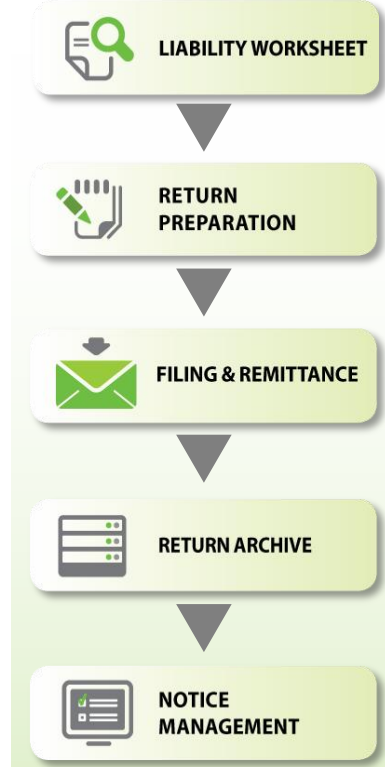 LIABILITY WORKSHEET
RETURN
PREPARATION
FILING & REMITTANCE
RETURN ARCHIVE
NOTICE
MANAGEMENT